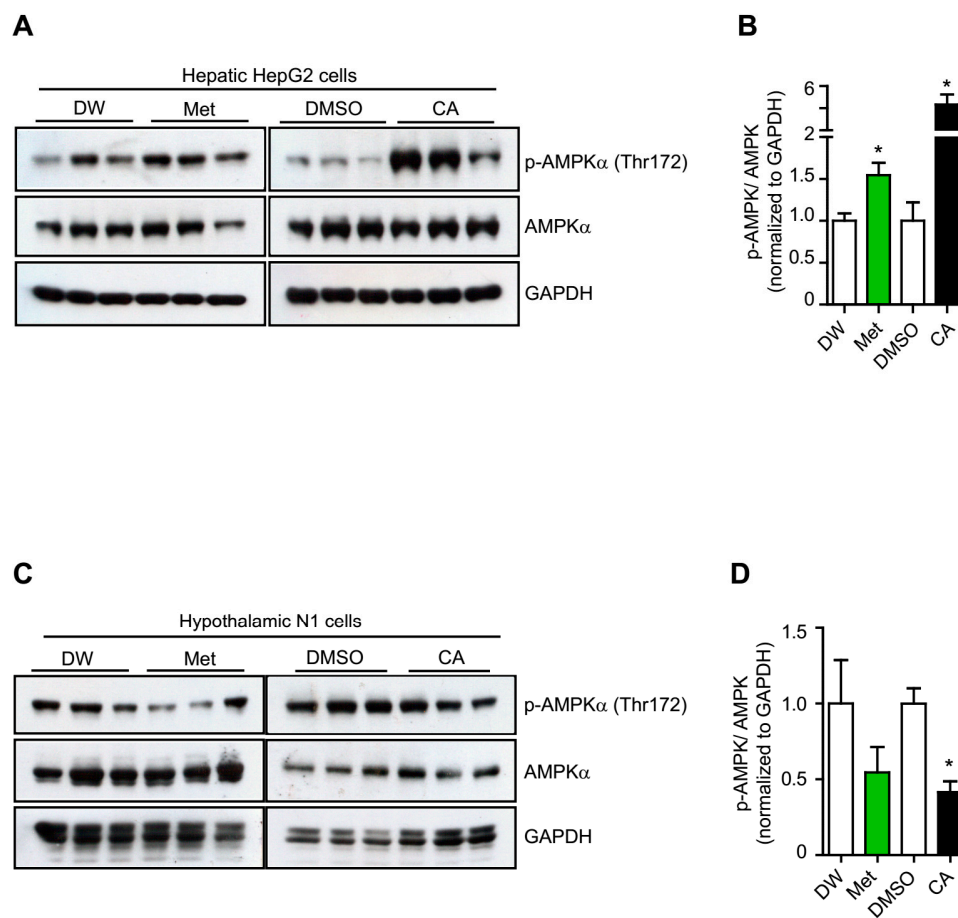 A
Hepatic HepG2 cells
DW Met DMSO CA
p-AMPKα (Thr172)
AMPKα
GAPDH
B
p-AMPK/ AMPK
(normalized to GAPDH)
6
2
1.5
1.0
0.5
0
*
*
DW Met DMSO CA
C
Hypothalamic N1 cells
DW Met DMSO CA
p-AMPKα (Thr172)
AMPKα
GAPDH
D
p-AMPK/ AMPK
(normalized to GAPDH)
1.5
1.0
0.5
0
*
DW Met DMSO CA